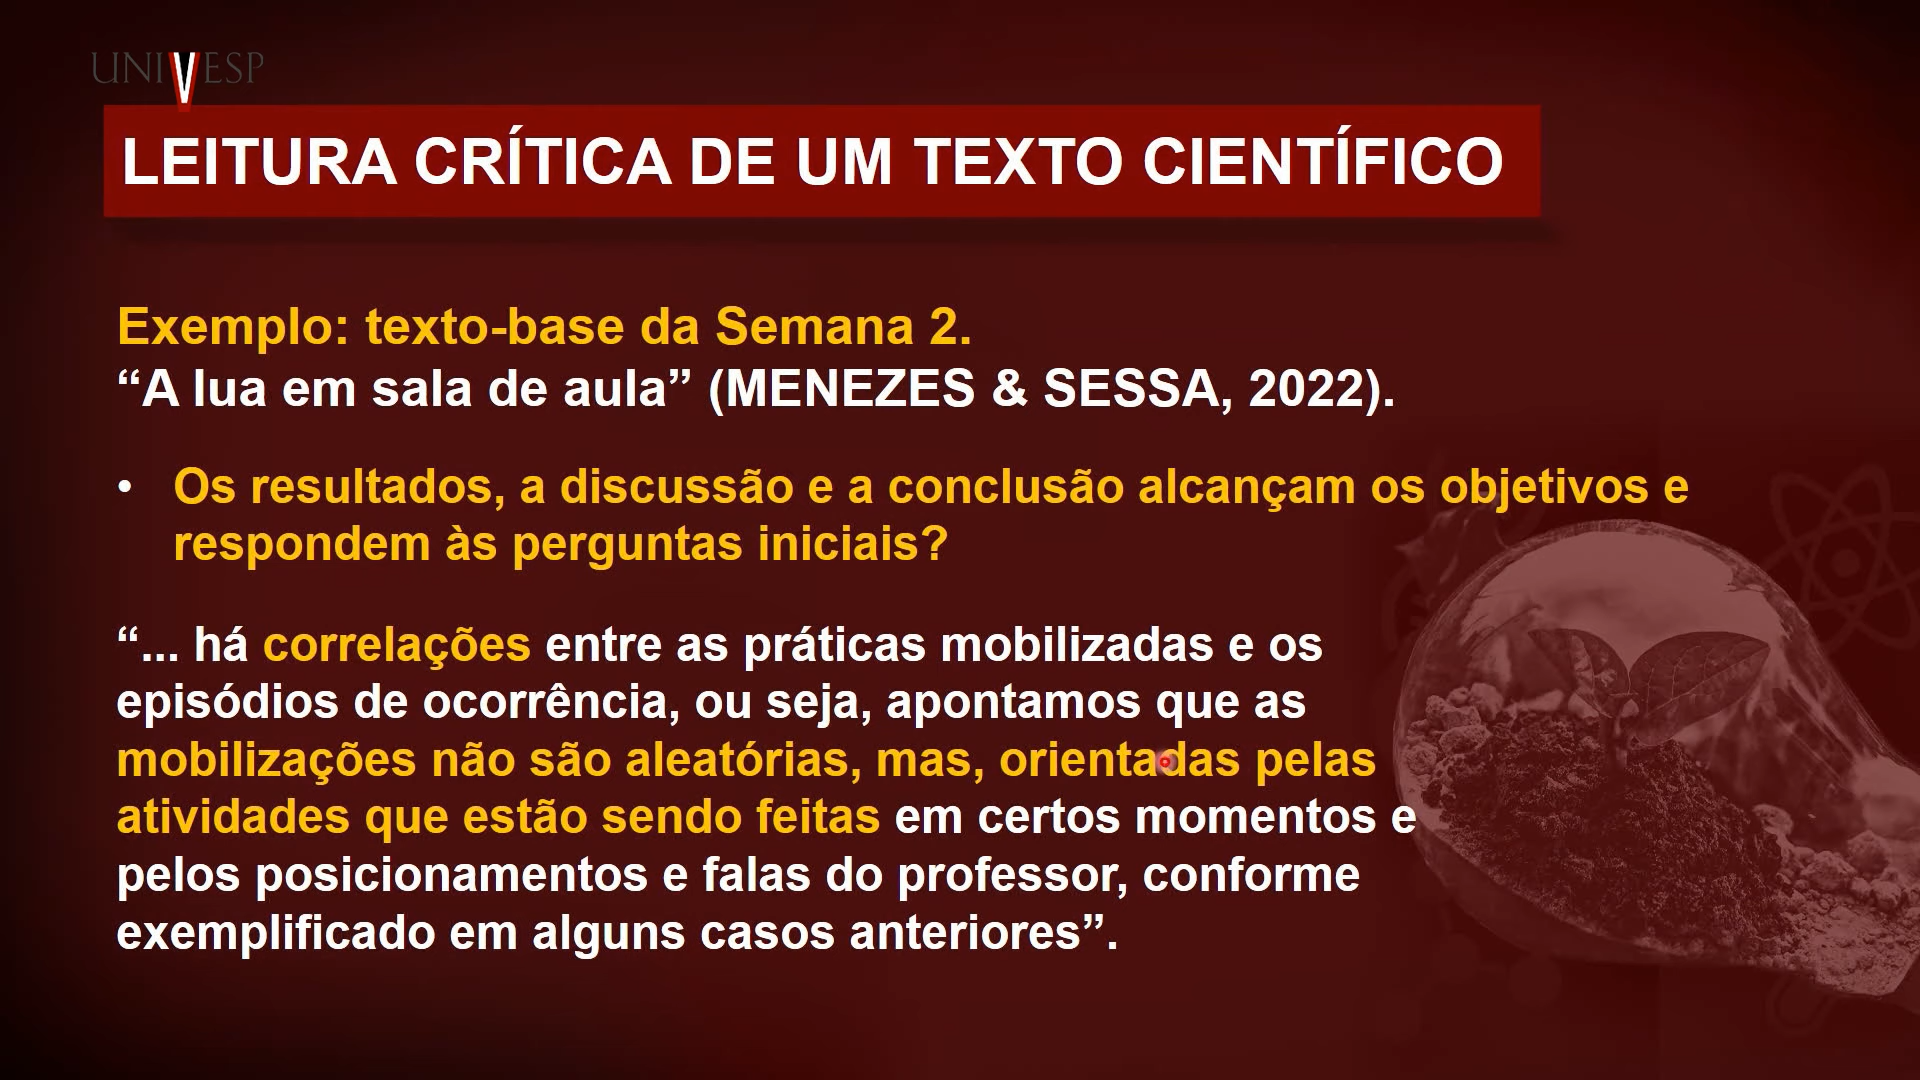 UNIVESP
LEITURA CRÍTICA DE UM TEXTO CIENTÍFICO
Exemplo: texto-base da Semana 2.
“A lua em sala de aula” (MENEZES & SESSA, 2022).
• Os resultados, a discussão e a conclusão alcançam os objetivos e
respondem às perguntas iniciais?
“... há correlações entre as práticas mobilizadas e os
episódios de ocorrência, ou seja, apontamos que as
mobilizações não são aleatórias, mas, orientadas pelas
atividades que estão sendo feitas em certos momentos e
pelos posicionamentos e falas do professor, conforme
exemplificado em alguns casos anteriores”.